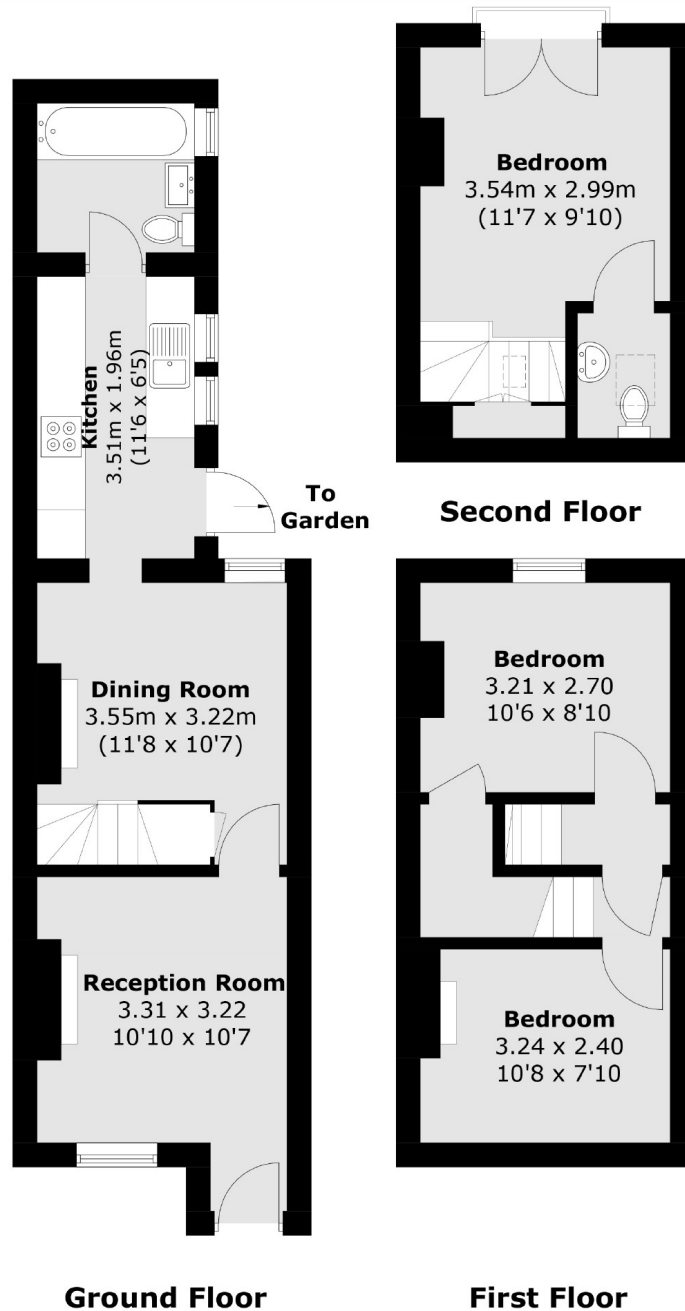 Kitchen
3.51m x 1.96m
(11'6 x 6'5)
To
Garden
Dining Room
3.55m x 3.22m
(11'8 x 10'7)
Reception Room
3.31 x 3.22
10'10 x 10'7
Ground Floor
Bedroom
3.54m x 2.99m
(11'7 x 9'10)
Second Floor
Bedroom
3.21 x 2.70
10'6 x 8'10
Bedroom
3.24 x 2.40
10'8 x 7'10
First Floor